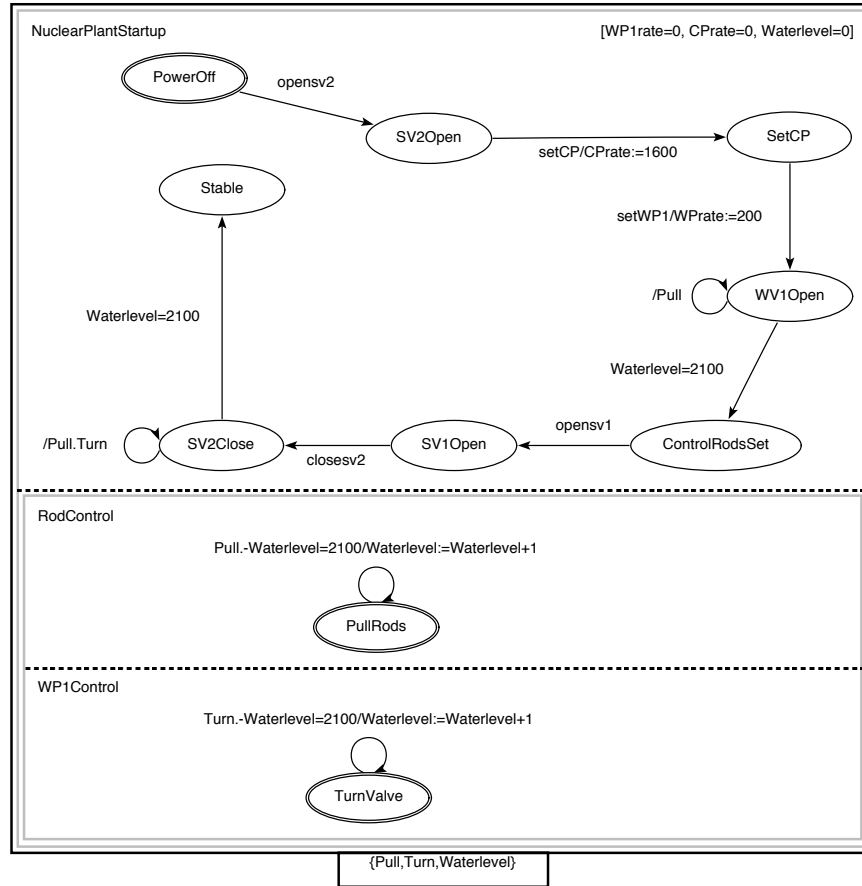 NuclearPlantStartup [WP1rate=0, CPrate=0, Waterlevel=0]
PowerOff
opensv2
SV2Open
SetCP
setCP/CPrate:=1600
Stable
setWP1/WPrate:=200
/Pull
WV1Open
Waterlevel=2100
Waterlevel=2100
opensv1
/Pull.Turn
SV2Close
SV1Open
ControlRodsSet
closesv2
RodControl
Pull.-Waterlevel=2100/Waterlevel:=Waterlevel+1
PullRods
WP1Control
Turn.-Waterlevel=2100/Waterlevel:=Waterlevel+1
TurnValve
{Pull,Turn,Waterlevel}